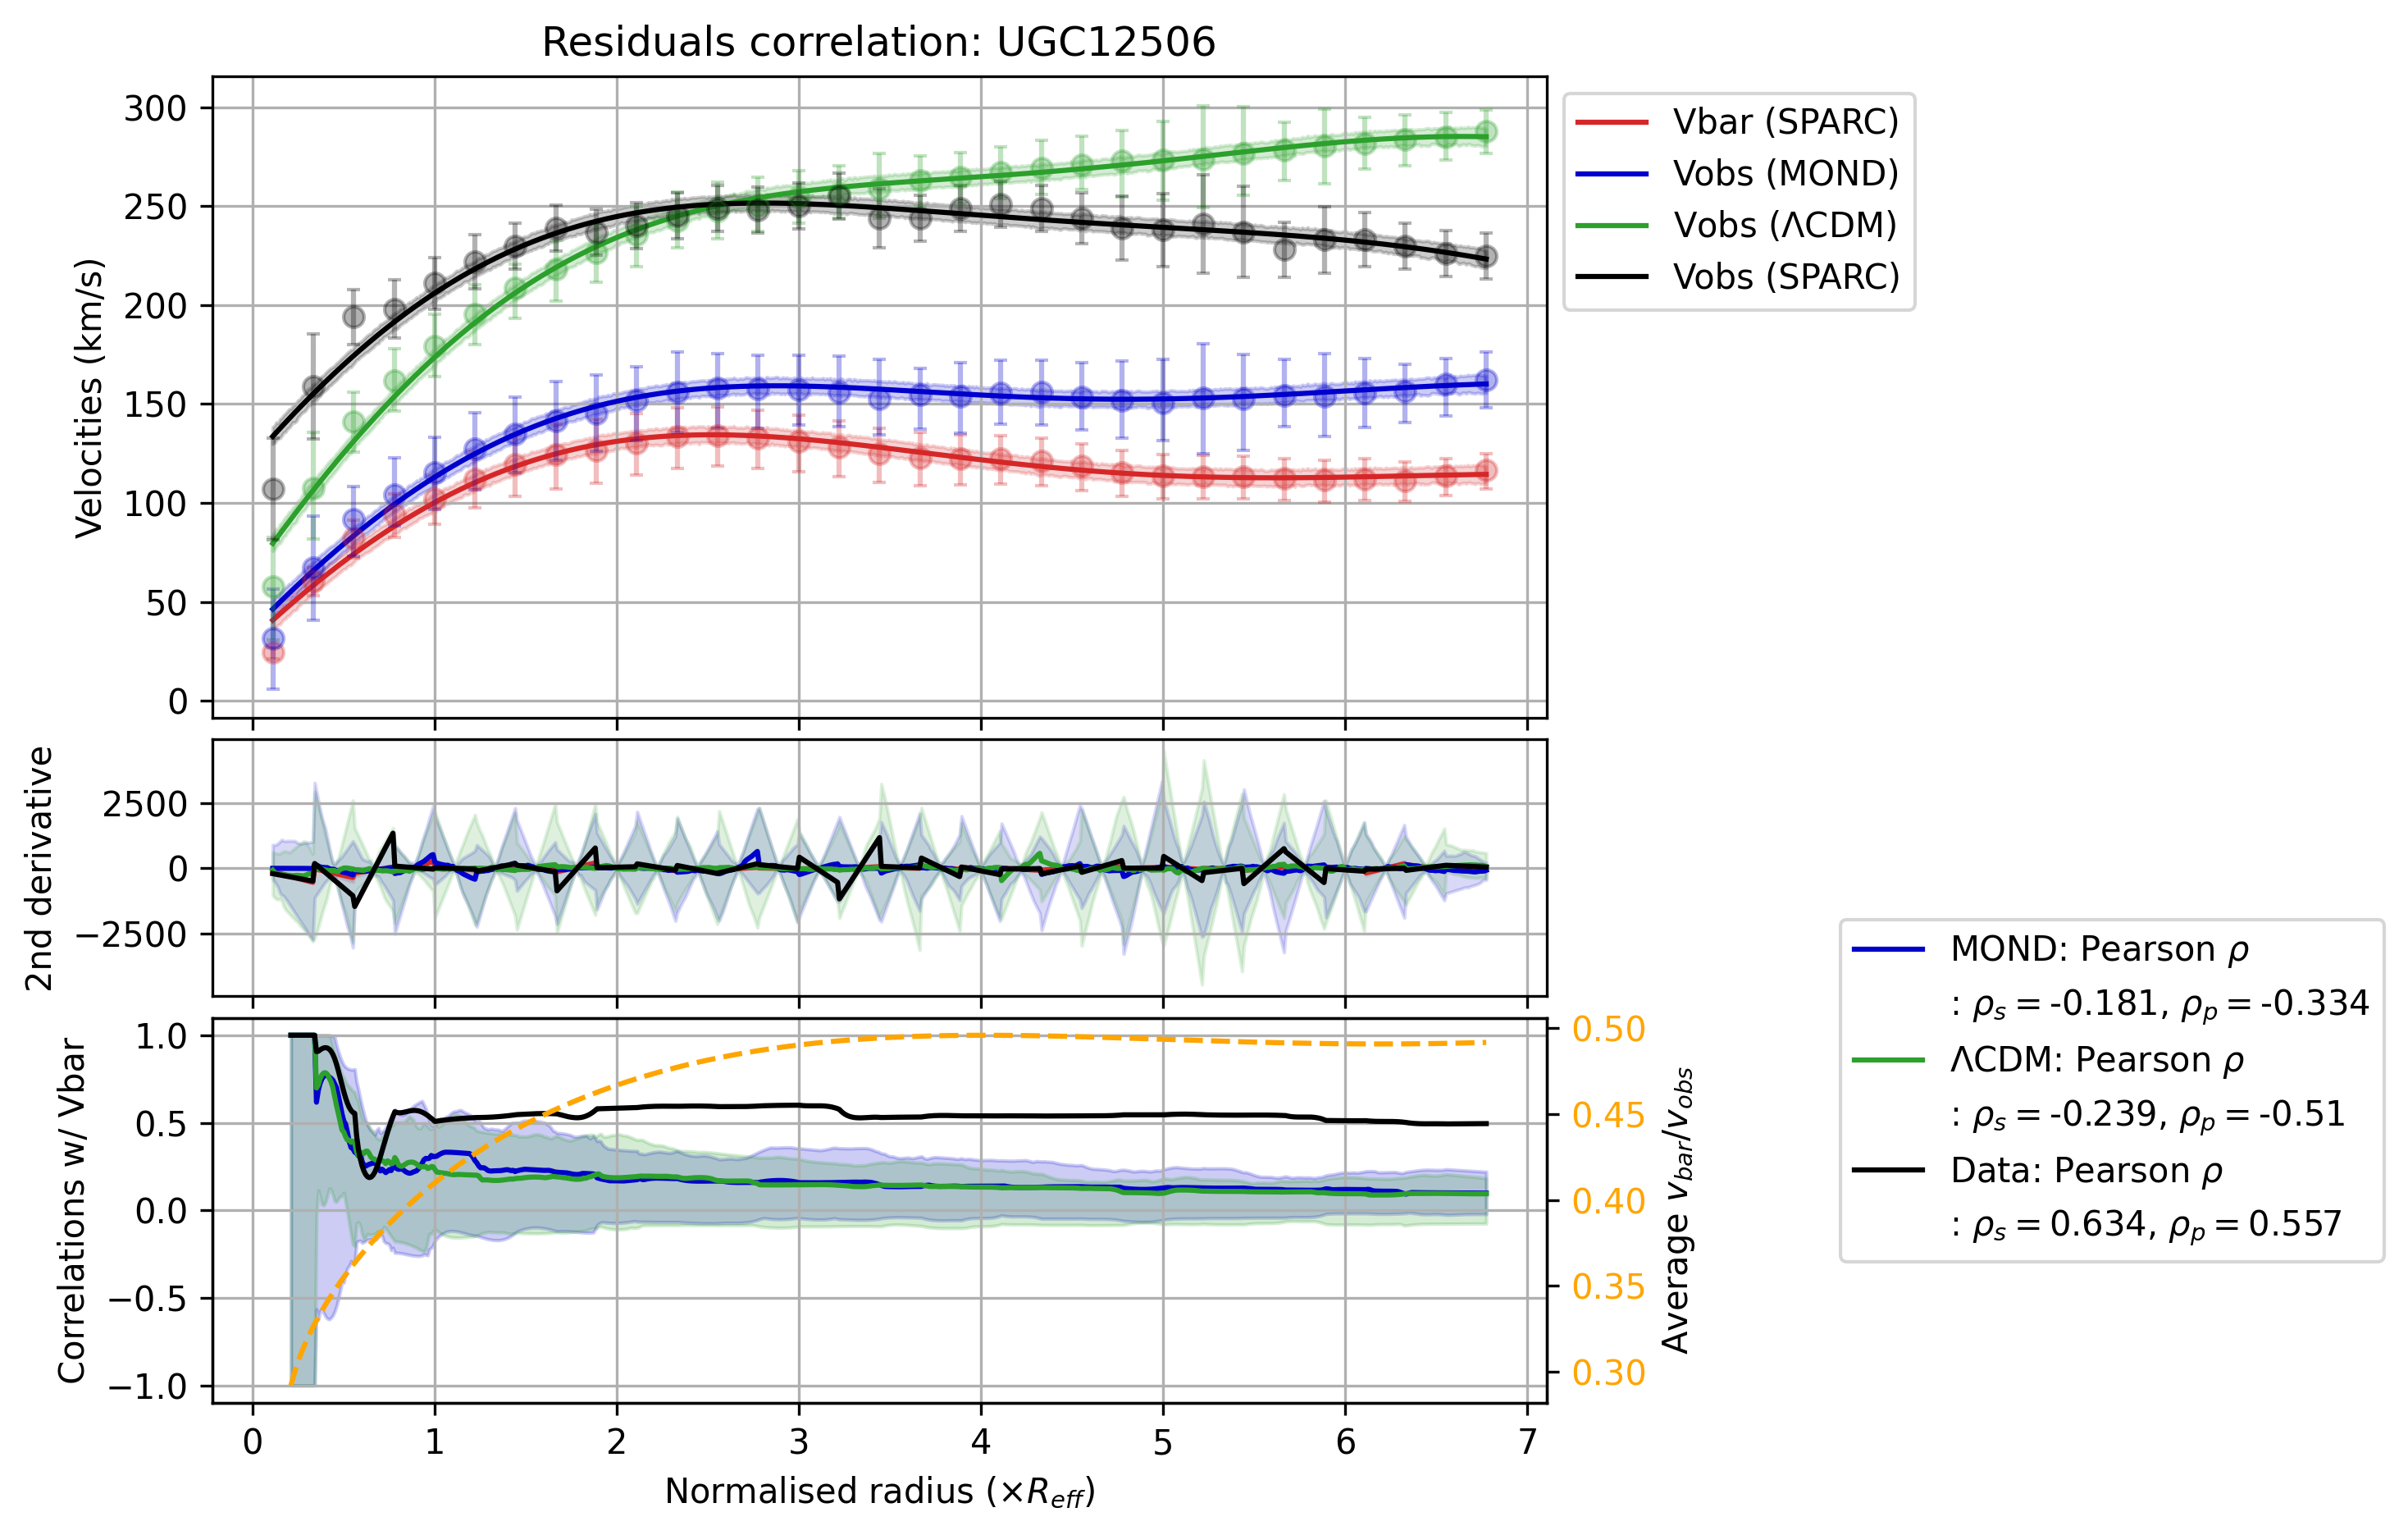 Residuals correlation: UGC12506
Velocities (km/s)
300
250
200
150
100
50
0
Vbar (SPARC)
Vobs (MOND)
Vobs (ΛCDM)
Vobs (SPARC)
2nd derivative
2500
0
−2500
Correlations w/ Vbar
1.0
0.5
0.0
−0.5
−1.0
0.50
0.45
0.40
0.35
0.30
Average v_bar/v_obs
MOND: Pearson ρ
: ρ_s = -0.181, ρ_p = -0.334
ΛCDM: Pearson ρ
: ρ_s = -0.239, ρ_p = -0.51
Data: Pearson ρ
: ρ_s = 0.634, ρ_p = 0.557
0 1 2 3 4 5 6 7
Normalised radius (×R_eff)